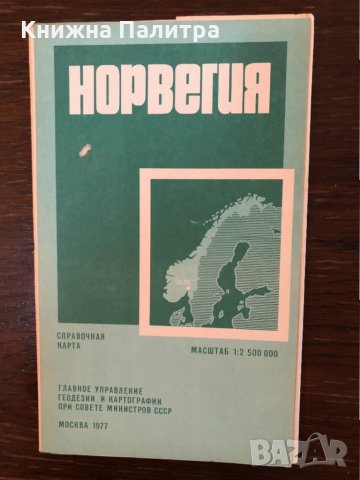 Книжна Палитра
НОРВЕГИЯ
ОСЛО
СПРАВОЧНАЯ
КАРТА
МАСШТАБ 1:2 500 000
ГЛАВНОЕ УПРАВЛЕНИЕ
ГЕОДЕЗИИ И КАРТОГРАФИИ
ПРИ СОВЕТЕ МИНИСТРОВ СССР
МОСКВА 1977
BAZAR